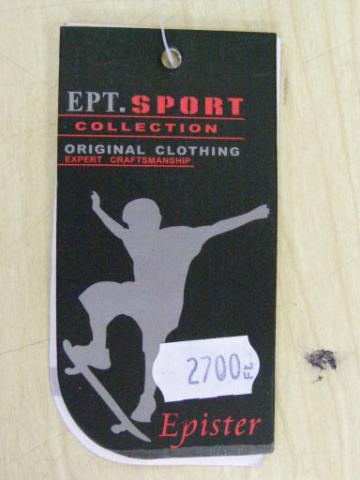 EPT.SPORT
COLLECTION
ORIGINAL CLOTHING
EXPERT CRAFTSMANSHIP
2700 Ft.
Epister